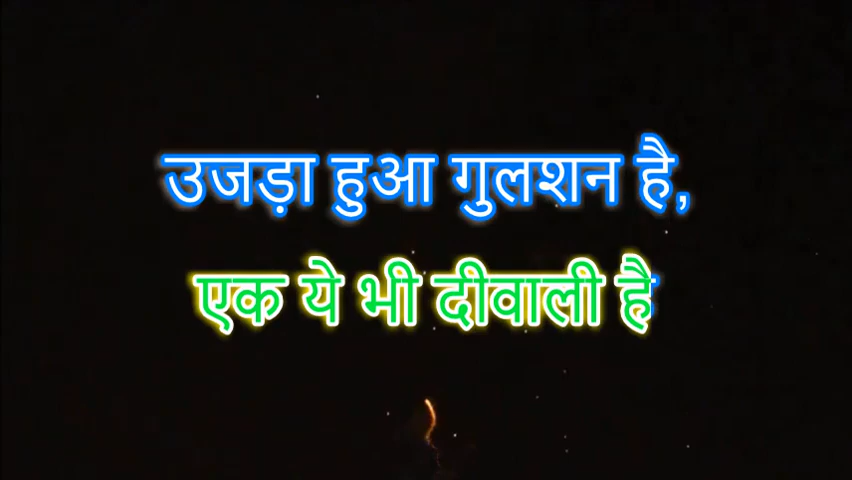 उजड़ा हुआ गुलशन है,
एक ये भी दीवाली है